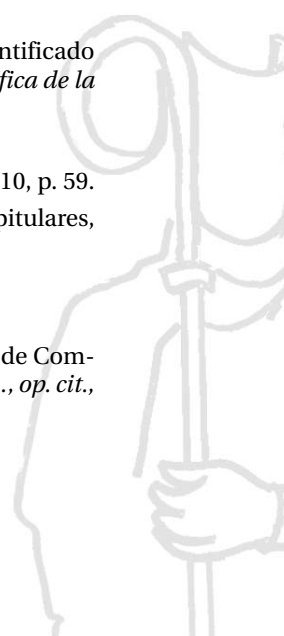 ntificado
fica de la
10, p. 59.
pitulares,
de Com-
., op. cit.,